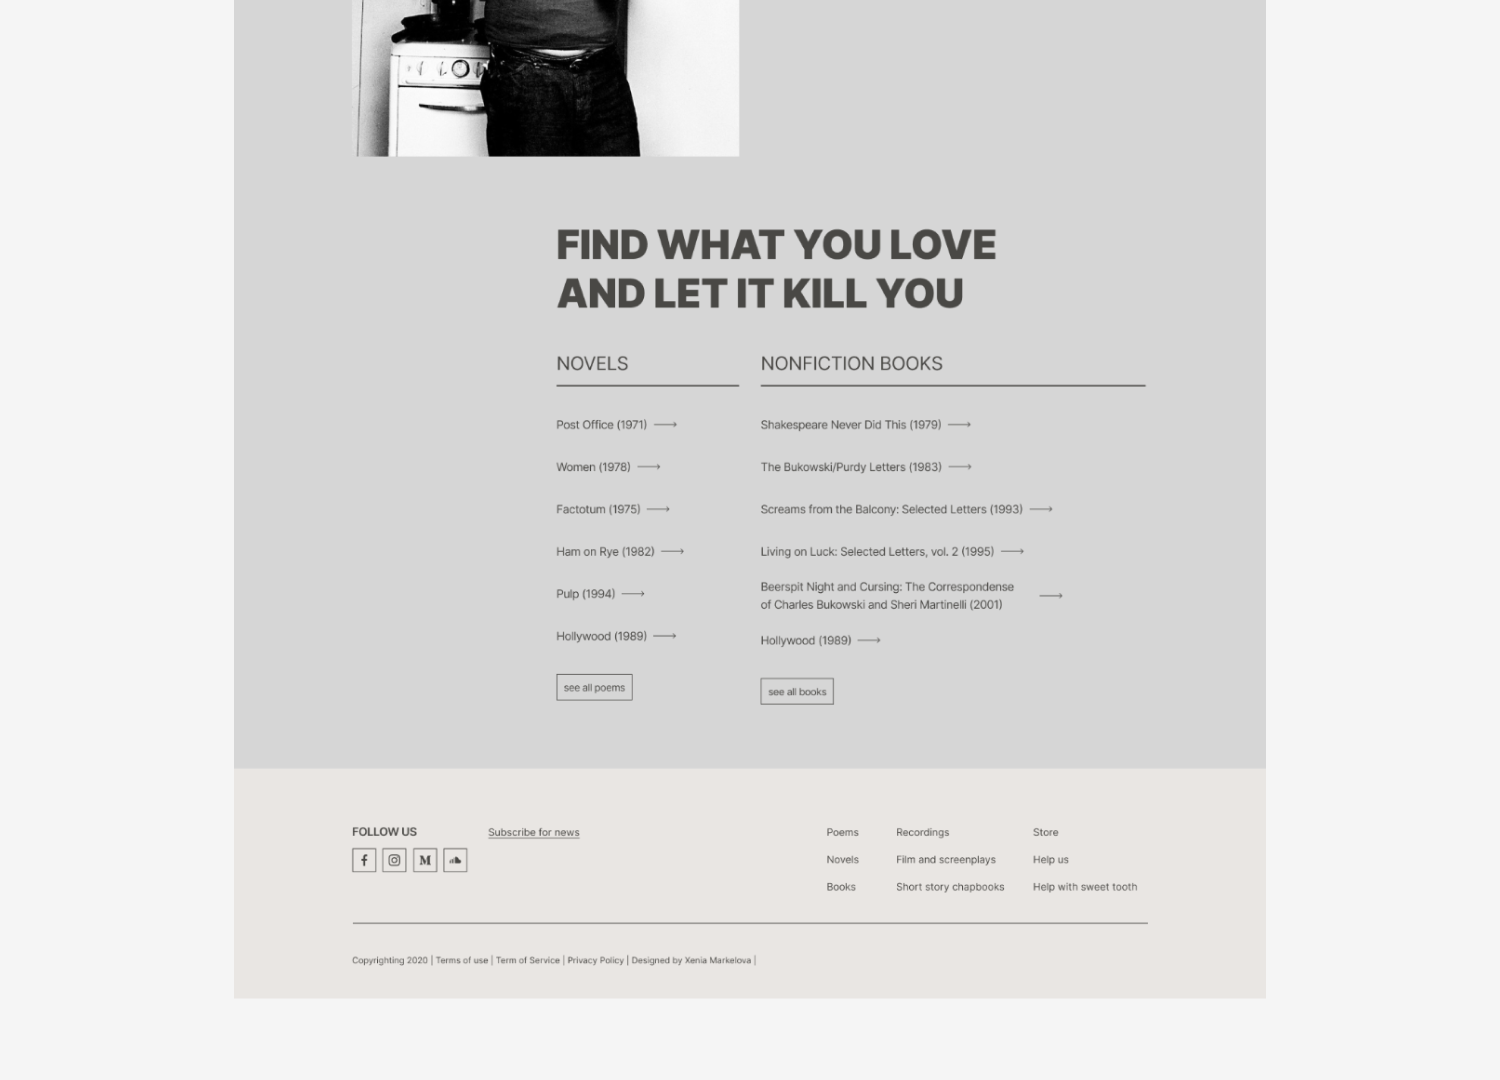 FIND WHAT YOU LOVE
AND LET IT KILL YOU
NOVELS
Post Office (1971)
Women (1978)
Factotum (1975)
Ham on Rye (1982)
Pulp (1994)
Hollywood (1989)
see all poems
NONFICTION BOOKS
Shakespeare Never Did This (1979)
The Bukowski/Purdy Letters (1983)
Screams from the Balcony: Selected Letters (1993)
Living on Luck: Selected Letters, vol. 2 (1995)
Beerspit Night and Cursing: The Correspondense
of Charles Bukowski and Sheri Martinelli (2001)
Hollywood (1989)
see all books
FOLLOW US
Subscribe for news
Poems
Novels
Books
Recordings
Film and screenplays
Short story chapbooks
Store
Help us
Help with sweet tooth
Copyrighting 2020 | Terms of use | Term of Service | Privacy Policy | Designed by Xenia Markelova |